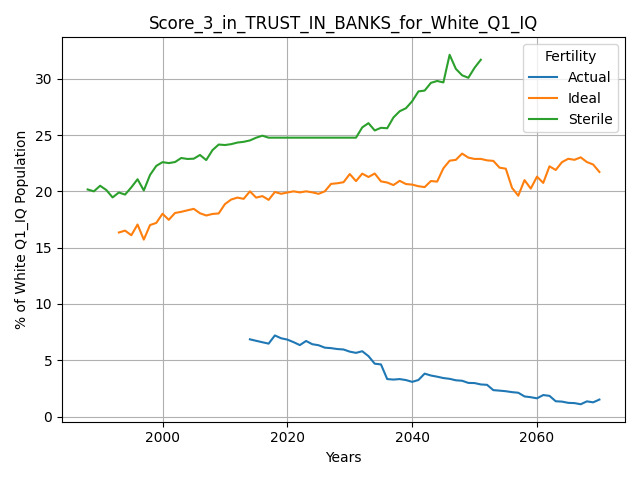 Score_3_in_TRUST_IN_BANKS_for_White_Q1_IQ
% of White Q1_IQ Population
30
25
20
15
10
5
0
2000
2020
2040
2060
Years
Fertility
Actual
Ideal
Sterile